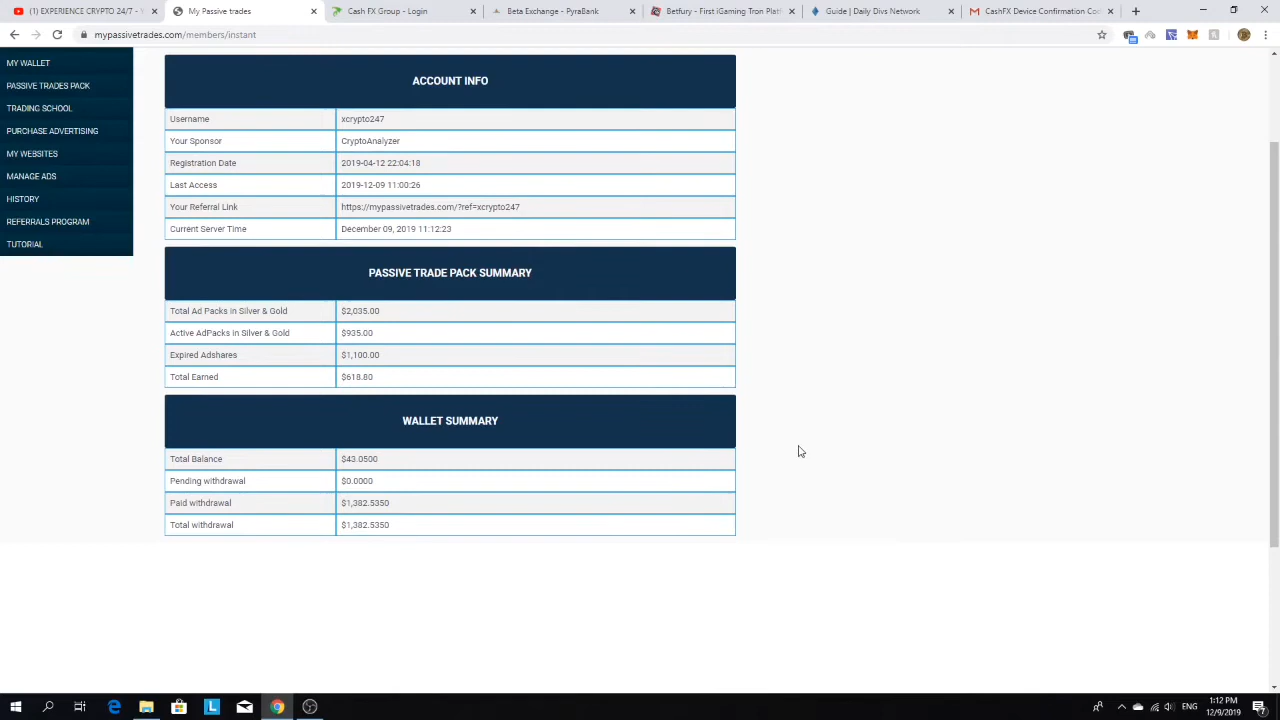 (1) EXPERIENCE CRYPTO 24/7 - My Passive trades Cash FX Group - Login Beta Exchange - PyraBank Betfury - First iGaming Tron Plat Guide | Daily Divs Network CashFX Device Confirmation Co
mypassivetrades.com/members/instant
MY WALLET
PASSIVE TRADES PACK
TRADING SCHOOL
PURCHASE ADVERTISING
MY WEBSITES
MANAGE ADS
HISTORY
REFERRALS PROGRAM
TUTORIAL
ACCOUNT INFO
Username xcrypto247
Your Sponsor CryptoAnalyzer
Registration Date 2019-04-12 22:04:18
Last Access 2019-12-09 11:00:26
Your Referral Link https://mypassivetrades.com/?ref=xcrypto247
Current Server Time December 09, 2019 11:12:23
PASSIVE TRADE PACK SUMMARY
Total Ad Packs in Silver & Gold $2,035.00
Active AdPacks in Silver & Gold $935.00
Expired Adshares $1,100.00
Total Earned $618.80
WALLET SUMMARY
Total Balance $43.0500
Pending withdrawal $0.0000
Paid withdrawal $1,382.5350
Total withdrawal $1,382.5350
L
ENG
1:12 PM
12/9/2019